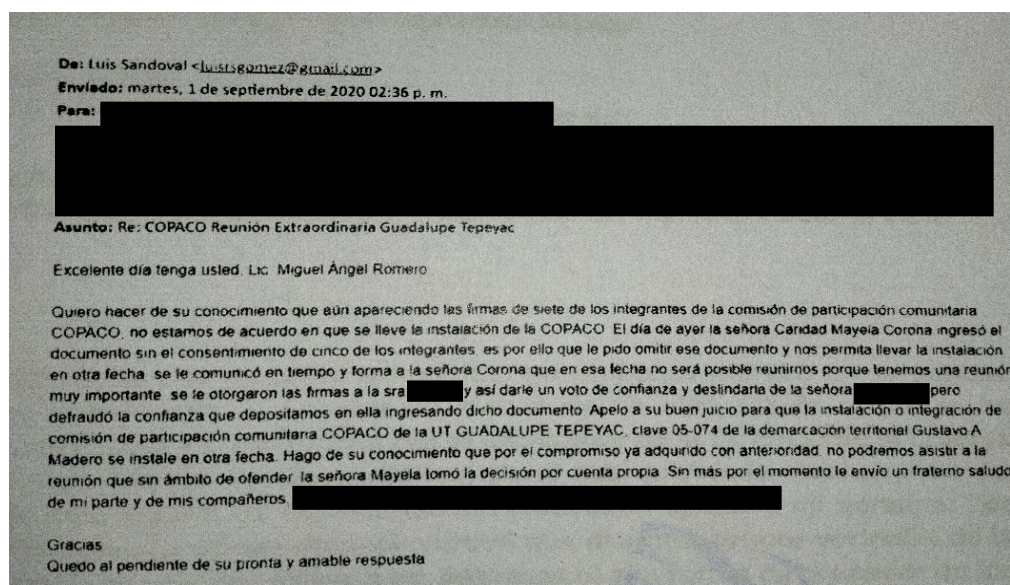 De: Luis Sandoval <luisrsgomez@gmail.com>
Enviado: martes, 1 de septiembre de 2020 02:36 p. m.
Para:
Asunto: Re: COPACO Reunión Extraordinaria Guadalupe Tepeyac
Excelente día tenga usted. Lic. Miguel Ángel Romero
Quiero hacer de su conocimiento que aún apareciendo las firmas de siete de los integrantes de la comisión de participación comunitaria
COPACO, no estamos de acuerdo en que se lleve la instalación de la COPACO. El día de ayer la señora Caridad Mayela Corona ingresó el
documento sin el consentimiento de cinco de los integrantes, es por ello que le pido omitir ese documento y nos permita llevar la instalación
en otra fecha, se le comunicó en tiempo y forma a la señora Corona que en esa fecha no será posible reunirnos porque tenemos una reunión
muy importante, se le otorgaron las firmas a la sra y así darle un voto de confianza y deslindarla de la señora pero
defraudó la confianza que depositamos en ella ingresando dicho documento. Apelo a su buen juicio para que la instalación o integración de
comisión de participación comunitaria COPACO de la UT GUADALUPE TEPEYAC, clave 05-074 de la demarcación territorial Gustavo A
Madero se instale en otra fecha. Hago de su conocimiento que por el compromiso ya adquirido con anterioridad, no podremos asistir a la
reunión que sin ámbito de ofender, la señora Mayela tomó la decisión por cuenta propia. Sin más por el momento le envío un fraterno saludo
de mi parte y de mis compañeros.
Gracias
Quedo al pendiente de su pronta y amable respuesta